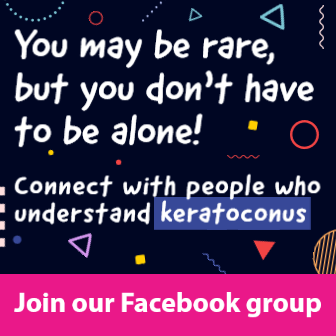 You may be rare,
but you don't have
to be alone!
Connect with people who
understand keratoconus
Join our Facebook group